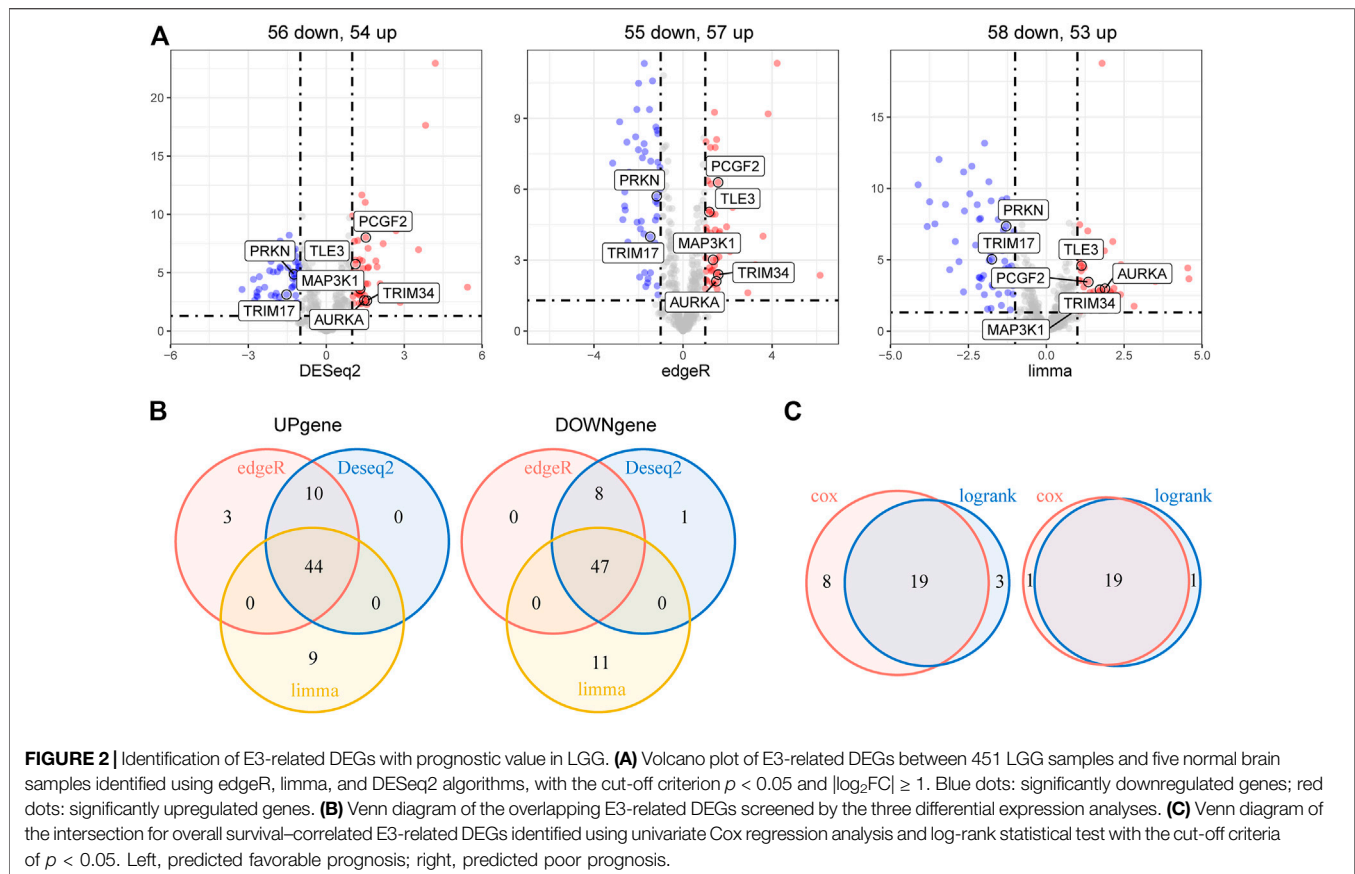 A
56 down, 54 up
55 down, 57 up
58 down, 53 up
20
15
10
5
0
PCGF2
PRKN
TLE3
MAP3K1
TRIM34
TRIM17
AURKA
−6
−3
0
3
6
DESeq2
9
6
3
0
PCGF2
PRKN
TLE3
MAP3K1
TRIM17
TRIM34
AURKA
−4
0
4
edgeR
15
10
5
0
PRKN
TRIM17
TLE3
PCGF2
AURKA
TRIM34
MAP3K1
−5.0
−2.5
0.0
2.5
5.0
limma
B
UPgene
edgeR
Deseq2
10
3
0
44
0
0
9
limma
DOWNgene
edgeR
Deseq2
8
0
1
47
0
0
11
limma
C
cox
logrank
8
19
3
cox
logrank
1
19
1
FIGURE 2 | Identification of E3-related DEGs with prognostic value in LGG. (A) Volcano plot of E3-related DEGs between 451 LGG samples and five normal brain
samples identified using edgeR, limma, and DESeq2 algorithms, with the cut-off criterion p < 0.05 and |log₂FC| ≥ 1. Blue dots: significantly downregulated genes; red
dots: significantly upregulated genes. (B) Venn diagram of the overlapping E3-related DEGs screened by the three differential expression analyses. (C) Venn diagram of
the intersection for overall survival–correlated E3-related DEGs identified using univariate Cox regression analysis and log-rank statistical test with the cut-off criteria
of p < 0.05. Left, predicted favorable prognosis; right, predicted poor prognosis.